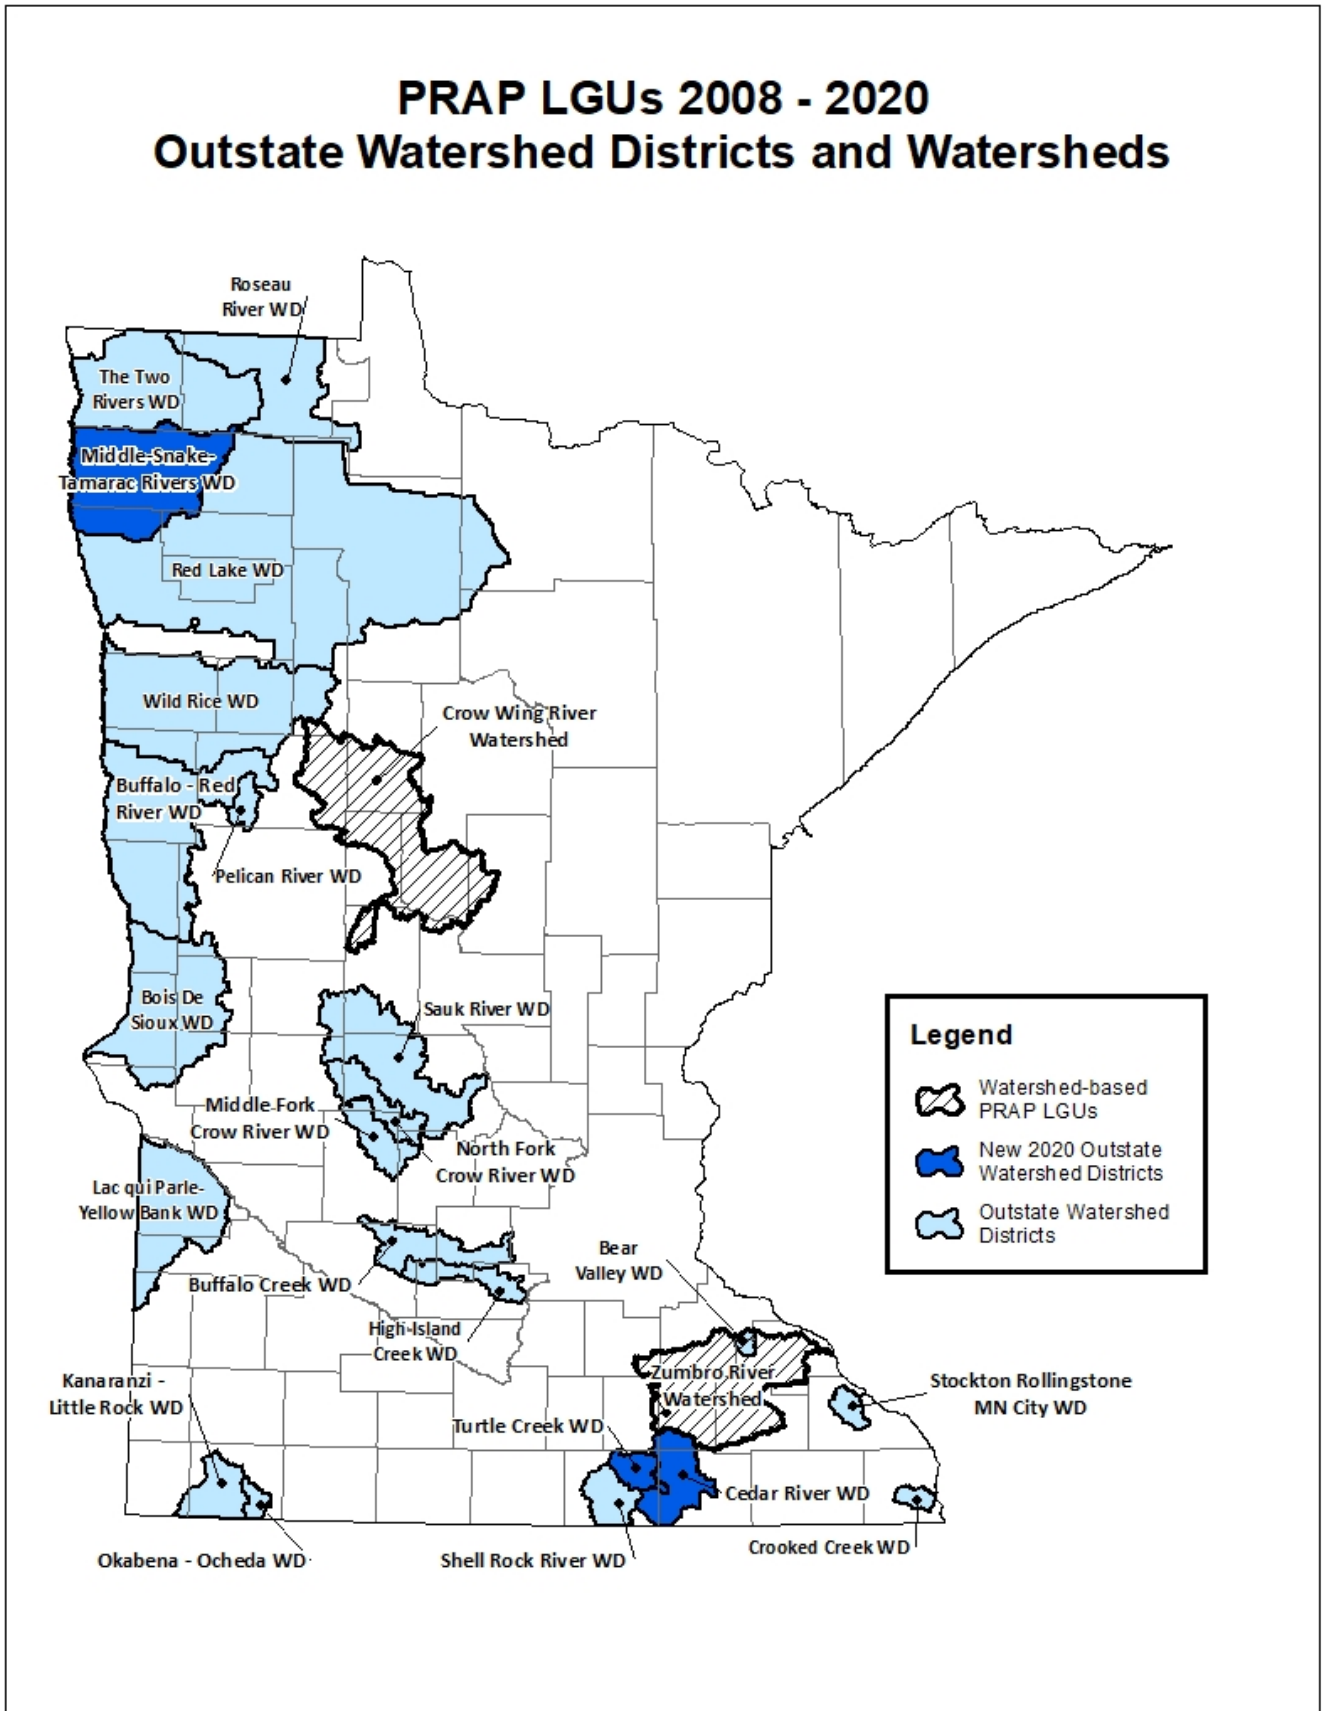 PRAP LGUs 2008 - 2020
Outstate Watershed Districts and Watersheds
Roseau
River WD
The Two
Rivers WD
Middle-Snake-
Tamarac Rivers WD
Red Lake WD
Wild Rice WD
Crow Wing River
Watershed
Buffalo - Red
River WD
Pelican River WD
Bois De
Sioux WD
Sauk River WD
Middle Fork
Crow River WD
North Fork
Crow River WD
Lac qui Parle-
Yellow Bank WD
Buffalo Creek WD
High Island
Creek WD
Bear
Valley WD
Zumbro River
Watershed
Kanaranzi -
Little Rock WD
Stockton Rollingstone
MN City WD
Turtle Creek WD
Cedar River WD
Crooked Creek WD
Okabena - Ocheda WD
Shell Rock River WD
Legend
Watershed-based
PRAP LGUs
New 2020 Outstate
Watershed Districts
Outstate Watershed
Districts